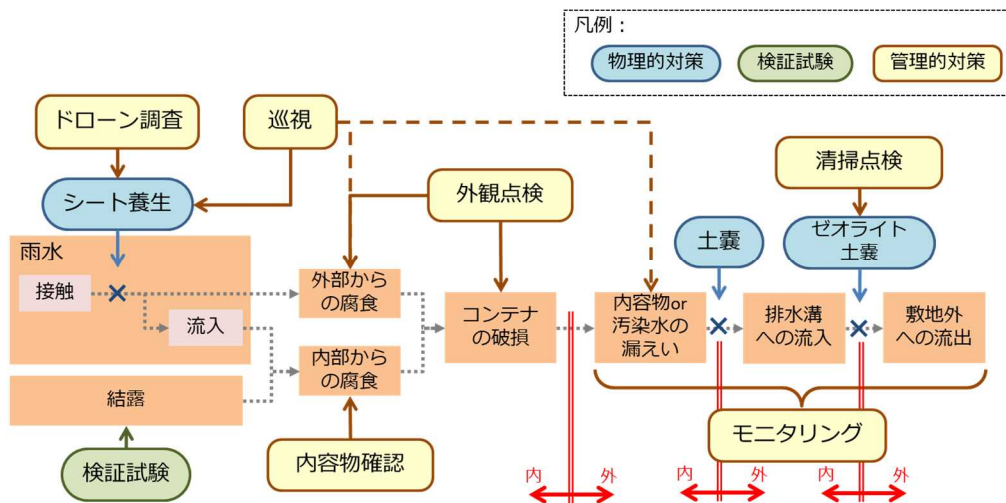 凡例：
物理的対策
検証試験
管理的対策
ドローン調査
巡視
清掃点検
シート養生
外観点検
土嚢
ゼオライト
土嚢
雨水
接触
流入
外部から
の腐食
コンテナ
の破損
内容物or
汚染水の
漏えい
排水溝
への流入
敷地外
への流出
結露
内部から
の腐食
モニタリング
検証試験
内容物確認
内
外
内
外
内
外